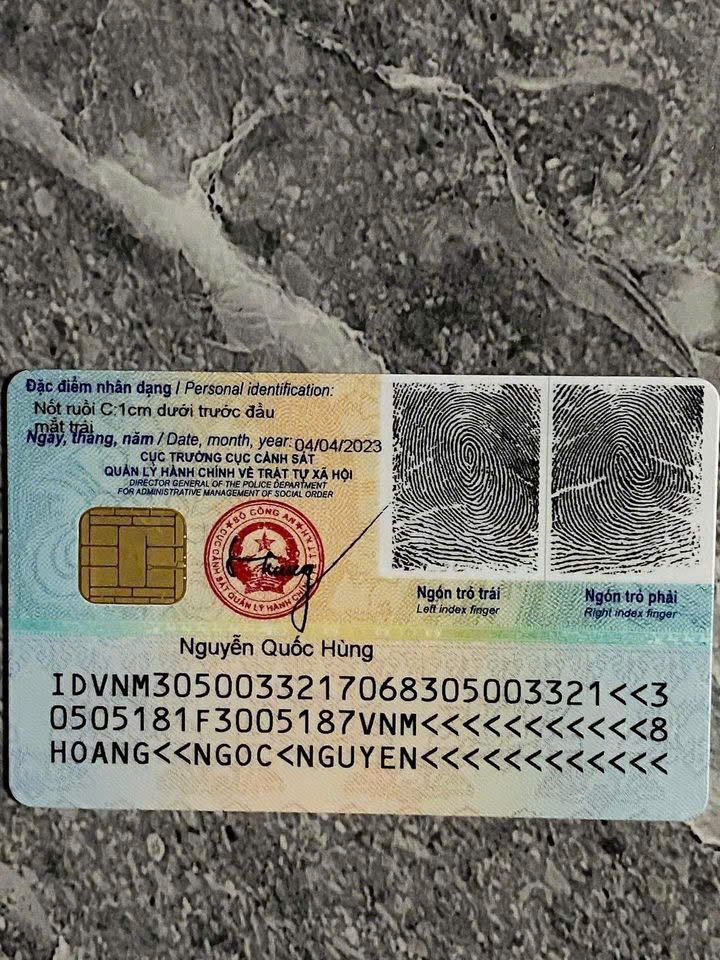 Đặc điểm nhân dạng / Personal identification:
Nốt ruồi C:1cm dưới trước đầu
mắt trái
Ngày, tháng, năm / Date, month, year: 04/04/2023
CỤC TRƯỞNG CỤC CẢNH SÁT
QUẢN LÝ HÀNH CHÍNH VỀ TRẬT TỰ XÃ HỘI
DIRECTOR GENERAL OF THE POLICE DEPARTMENT
FOR ADMINISTRATIVE MANAGEMENT OF SOCIAL ORDER
BỘ CÔNG AN
CỤC CẢNH SÁT QUẢN LÝ HÀNH CHÍNH
Nguyễn Quốc Hùng
Ngón trỏ trái
Left index finger
Ngón trỏ phải
Right index finger
IDVNM3050033217068305003321<<3
0505181F3005187VNM<<<<<<<<<<<8
HOANG<<NGOC<NGUYEN<<<<<<<<<<<<